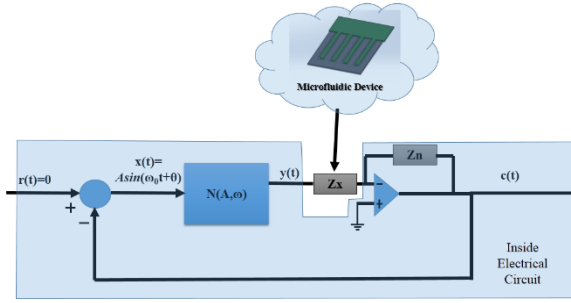 Microfluidic Device
x(t)=
Asin(ω₀t+0)
r(t)=0
+
−
N(A,ω)
y(t)
Zx
Zn
−
+
c(t)
Inside
Electrical
Circuit